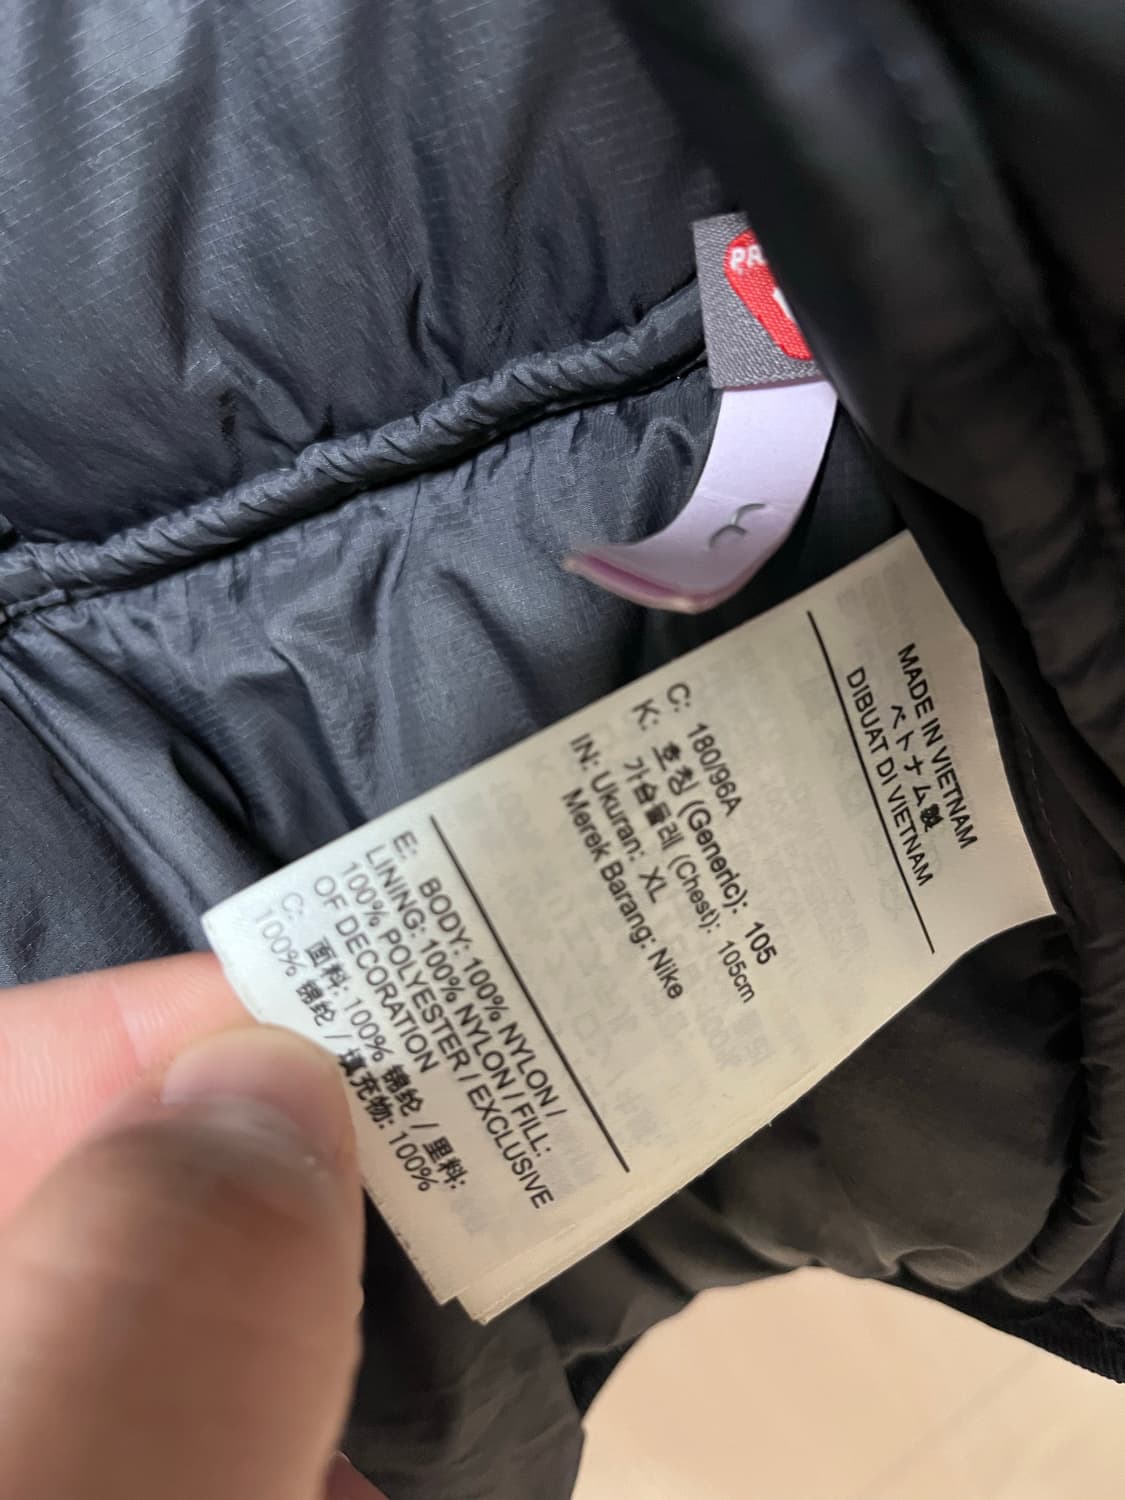 PR
MADE IN VIETNAM
ベトナム製
DIBUAT DI VIETNAM
C: 180/96A
K: 호칭 (Generic): 105
가슴둘레 (Chest): 105cm
IN: Ukuran: XL
Merek Barang: Nike
E: BODY: 100% NYLON /
LINING: 100% NYLON / FILL:
100% POLYESTER / EXCLUSIVE
OF DECORATION
C: 面料: 100% 锦纶 / 里料:
100% 锦纶 / 填充物: 100%